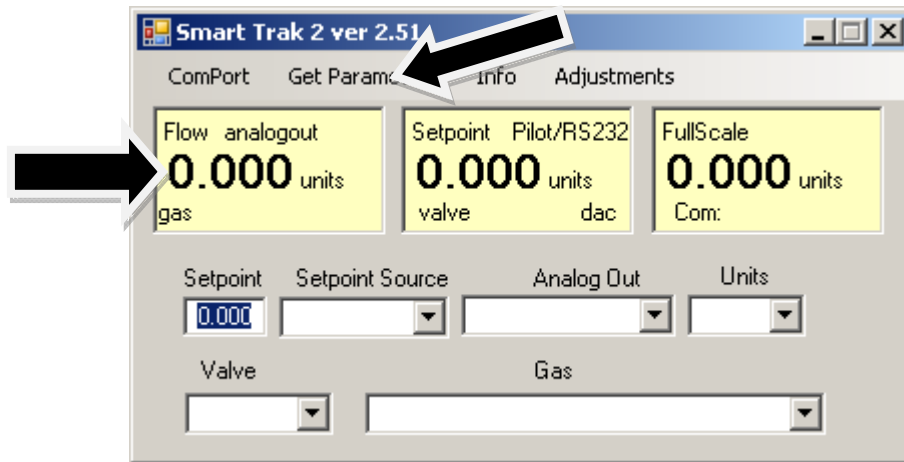 Smart Trak 2 ver 2.51
ComPort Get Info Adjustments
Flow analogout
0.000 units
gas
Setpoint Pilot/RS232
0.000 units
valve dac
FullScale
0.000 units
Com:
Setpoint Setpoint Source Analog Out Units
0.000
Valve Gas